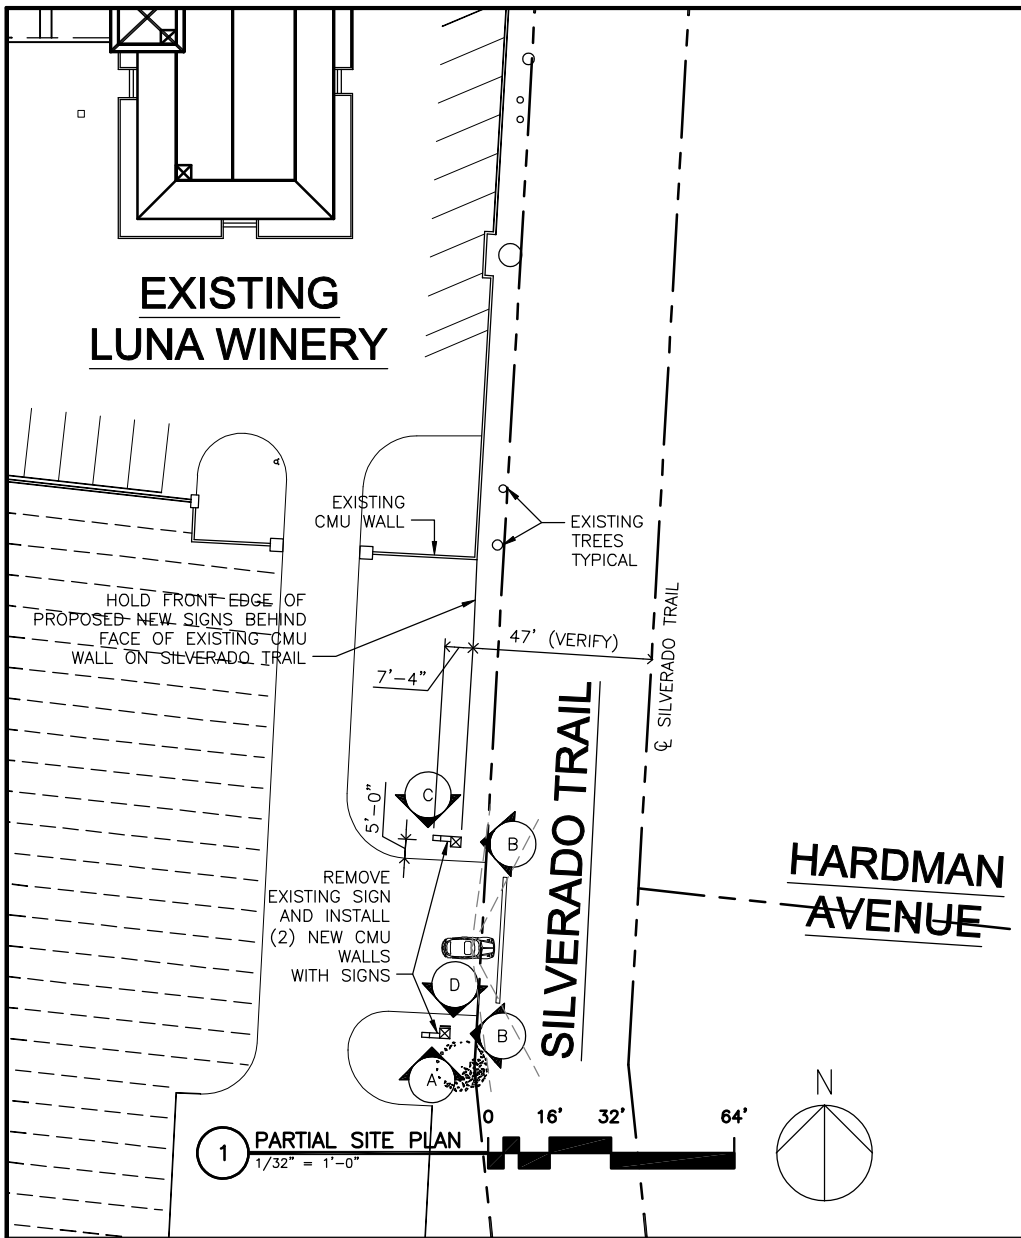 EXISTING
LUNA WINERY
EXISTING
CMU WALL
EXISTING
TREES
TYPICAL
HOLD FRONT EDGE OF
PROPOSED NEW SIGNS BEHIND
FACE OF EXISTING CMU
WALL ON SILVERADO TRAIL
47' (VERIFY)
7'-4"
℄ SILVERADO TRAIL
SILVERADO TRAIL
5'-0"
C
B
HARDMAN
AVENUE
REMOVE
EXISTING SIGN
AND INSTALL
(2) NEW CMU
WALLS
WITH SIGNS
D
B
A
N
0 16' 32' 64'
1 PARTIAL SITE PLAN
1/32" = 1'-0"